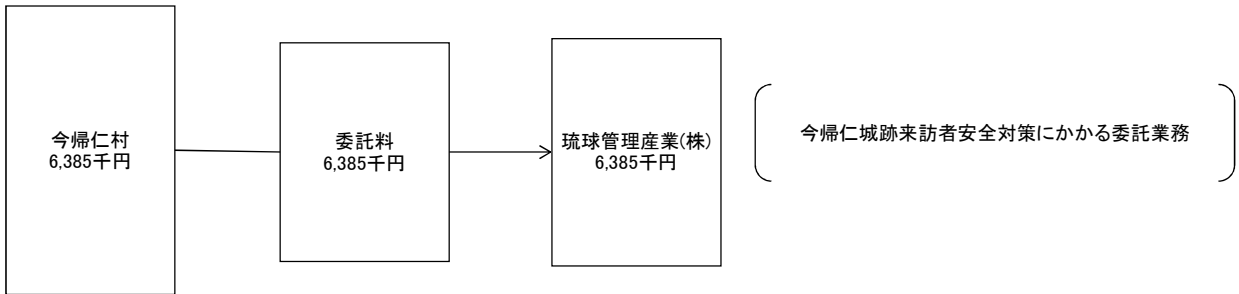 今帰仁村
6,385千円
委託料
6,385千円
琉球管理産業(株)
6,385千円
今帰仁城跡来訪者安全対策にかかる委託業務